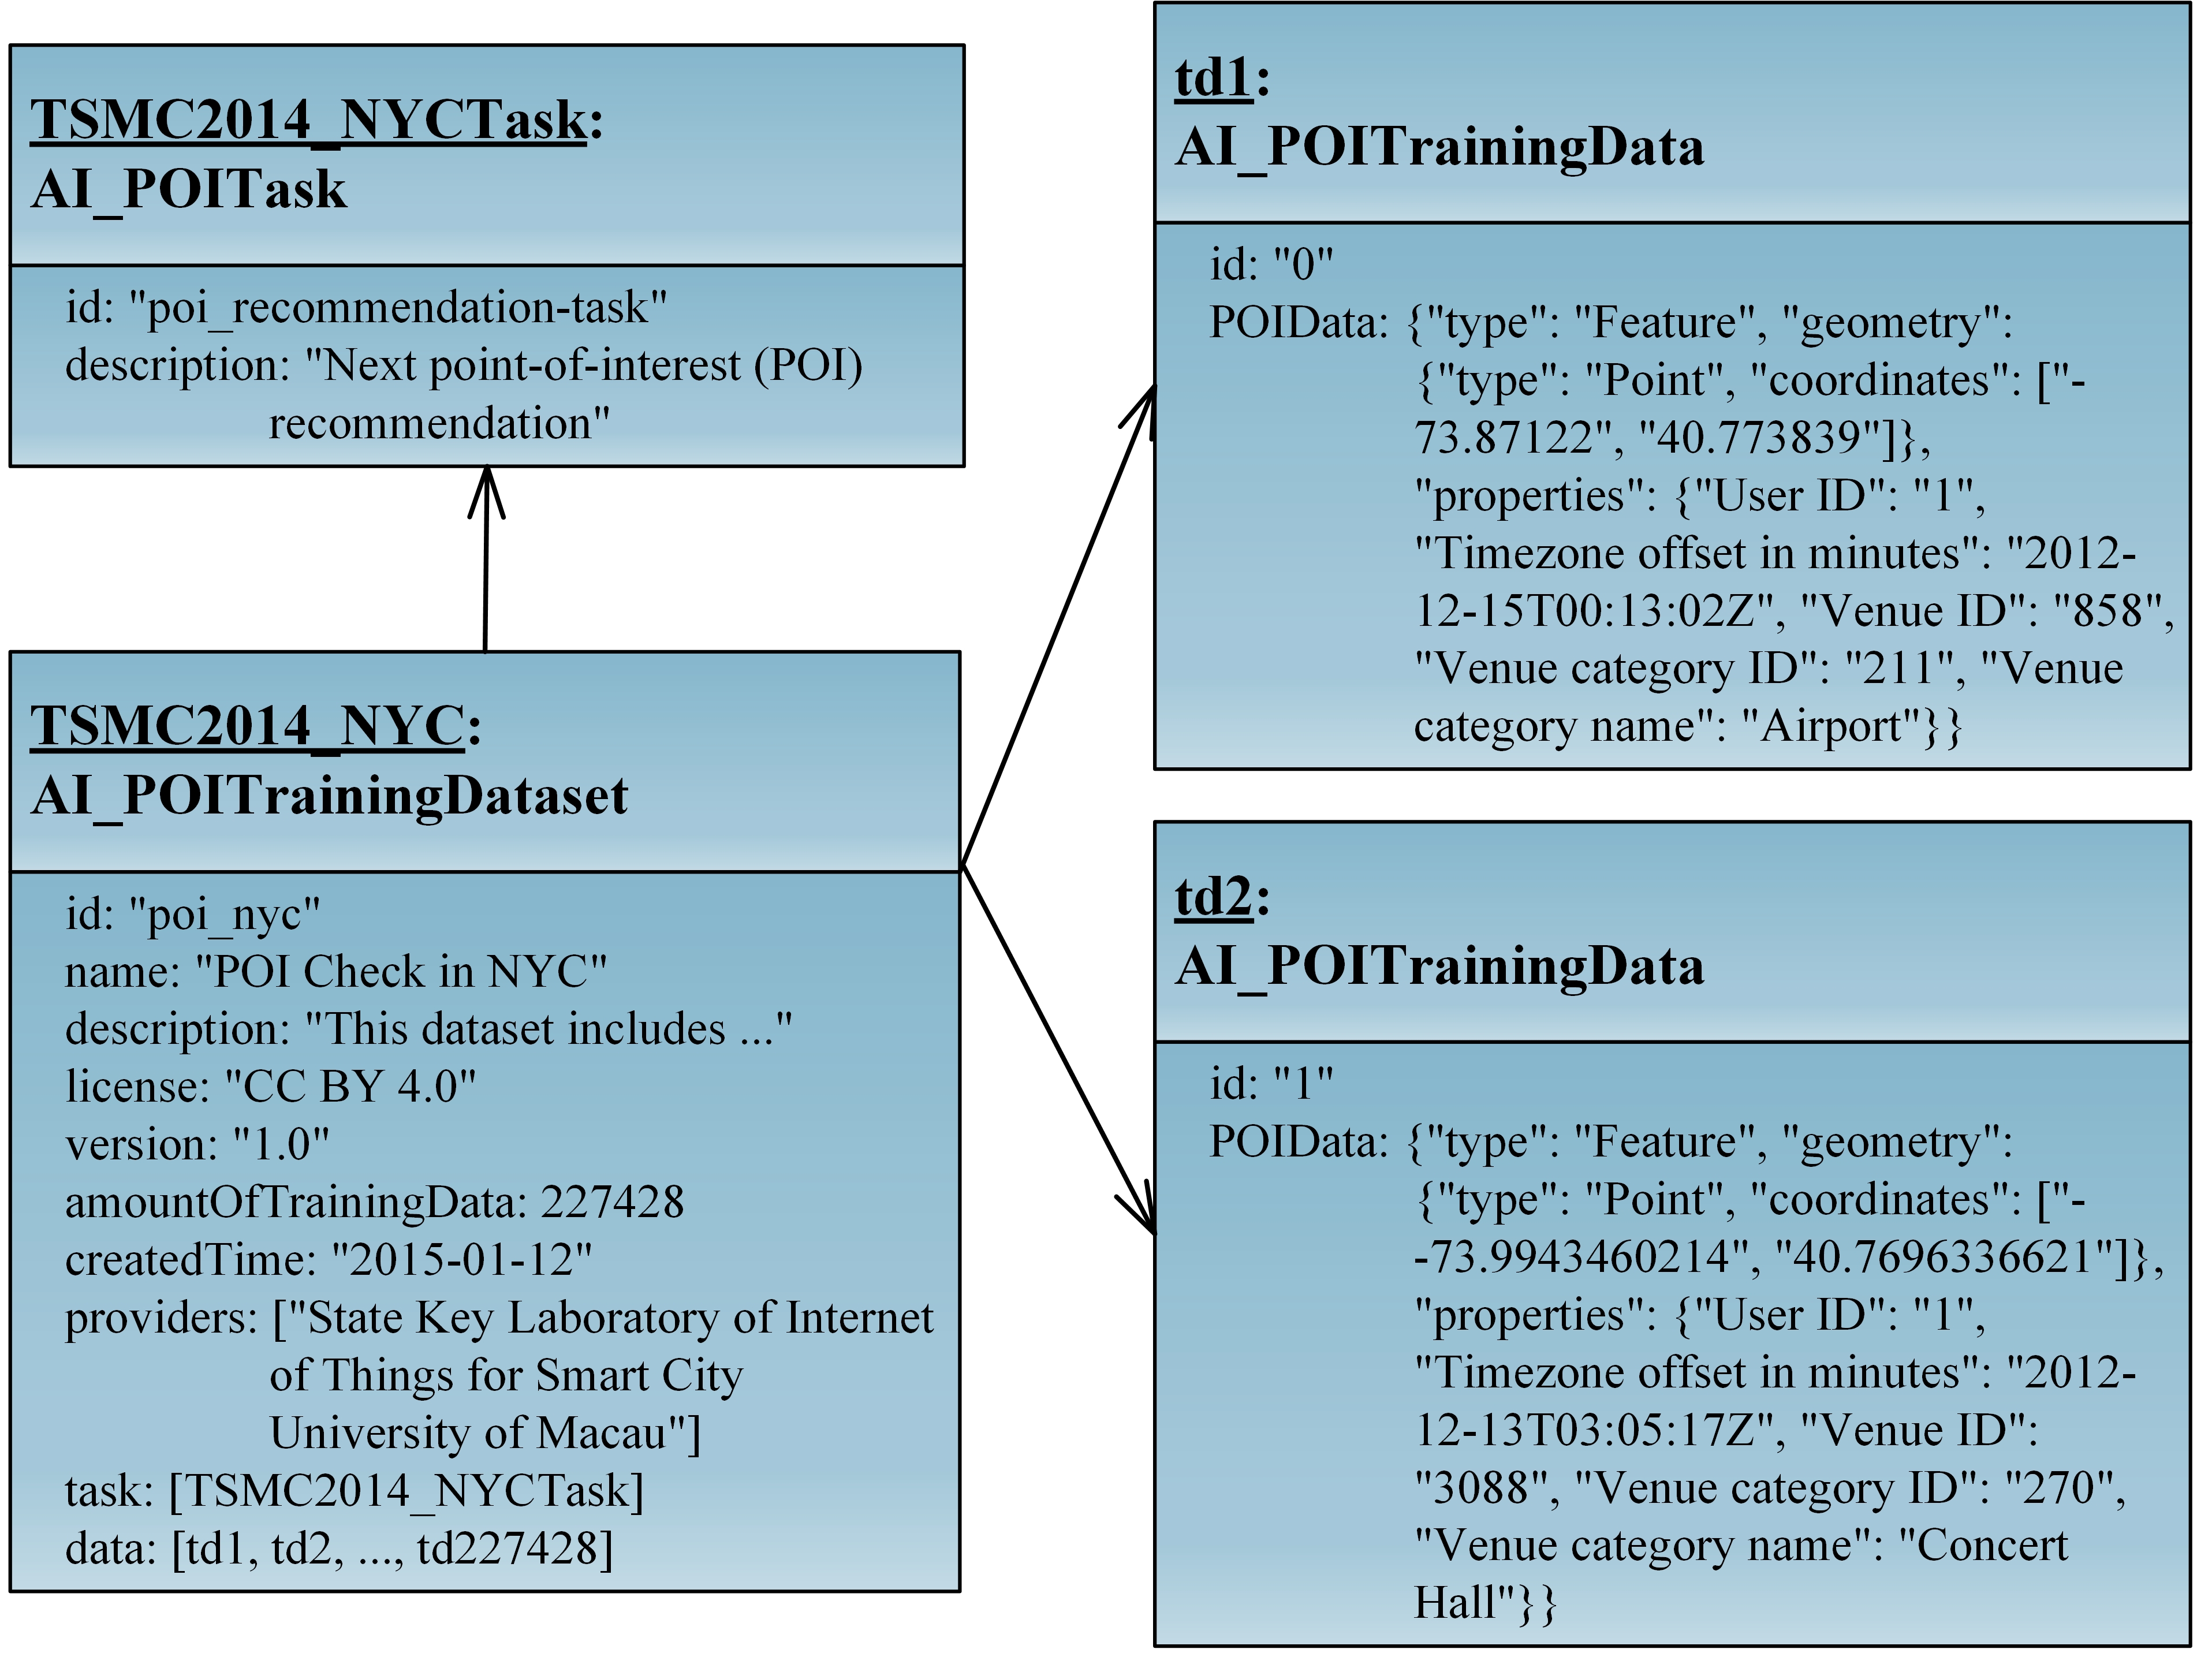 TSMC2014_NYCTask:
AI_POITask
id: "poi_recommendation-task"
description: "Next point-of-interest (POI)
recommendation"
TSMC2014_NYC:
AI_POITrainingDataset
id: "poi_nyc"
name: "POI Check in NYC"
description: "This dataset includes ..."
license: "CC BY 4.0"
version: "1.0"
amountOfTrainingData: 227428
createdTime: "2015-01-12"
providers: ["State Key Laboratory of Internet
of Things for Smart City
University of Macau"]
task: [TSMC2014_NYCTask]
data: [td1, td2, ..., td227428]
td1:
AI_POITrainingData
id: "0"
POIData: {"type": "Feature", "geometry":
{"type": "Point", "coordinates": ["-
73.87122", "40.773839"]},
"properties": {"User ID": "1",
"Timezone offset in minutes": "2012-
12-15T00:13:02Z", "Venue ID": "858",
"Venue category ID": "211", "Venue
category name": "Airport"}}
td2:
AI_POITrainingData
id: "1"
POIData: {"type": "Feature", "geometry":
{"type": "Point", "coordinates": ["-
-73.9943460214", "40.7696336621"]},
"properties": {"User ID": "1",
"Timezone offset in minutes": "2012-
12-13T03:05:17Z", "Venue ID":
"3088", "Venue category ID": "270",
"Venue category name": "Concert
Hall"}}